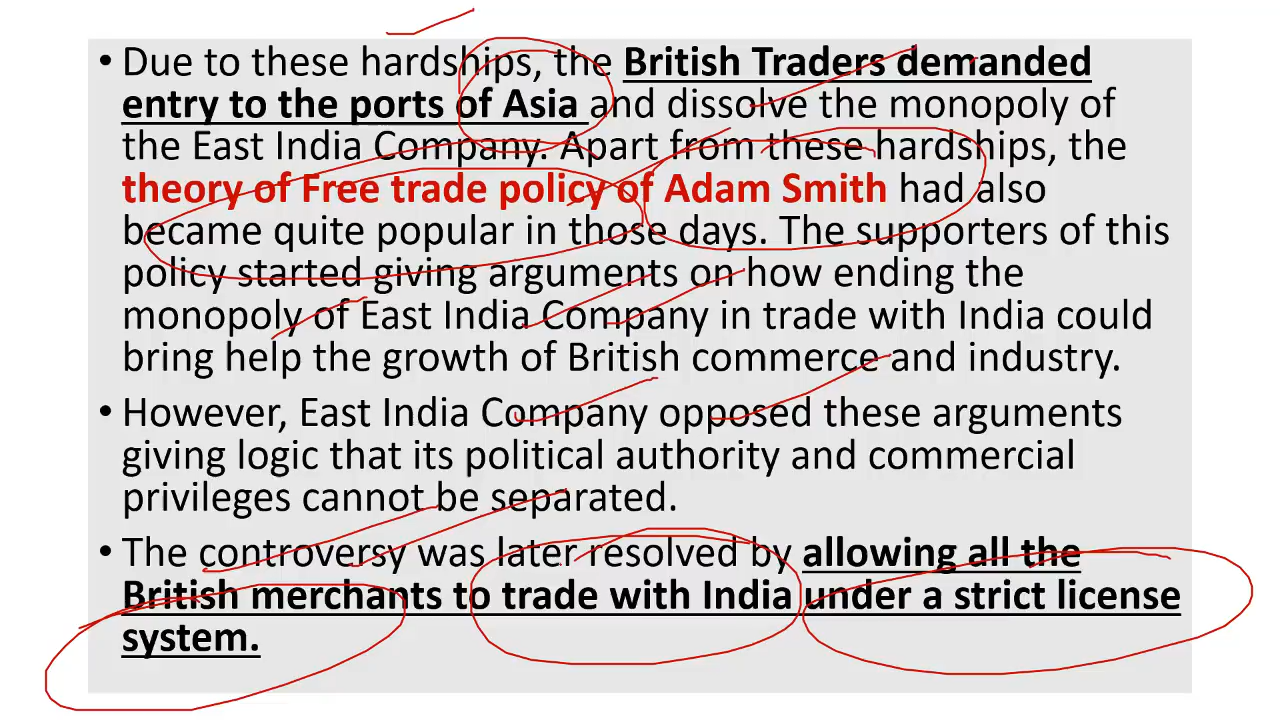 • Due to these hardships, the British Traders demanded
entry to the ports of Asia and dissolve the monopoly of
the East India Company. Apart from these hardships, the
theory of Free trade policy of Adam Smith had also
became quite popular in those days. The supporters of this
policy started giving arguments on how ending the
monopoly of East India Company in trade with India could
bring help the growth of British commerce and industry.
• However, East India Company opposed these arguments
giving logic that its political authority and commercial
privileges cannot be separated.
• The controversy was later resolved by allowing all the
British merchants to trade with India under a strict license
system.